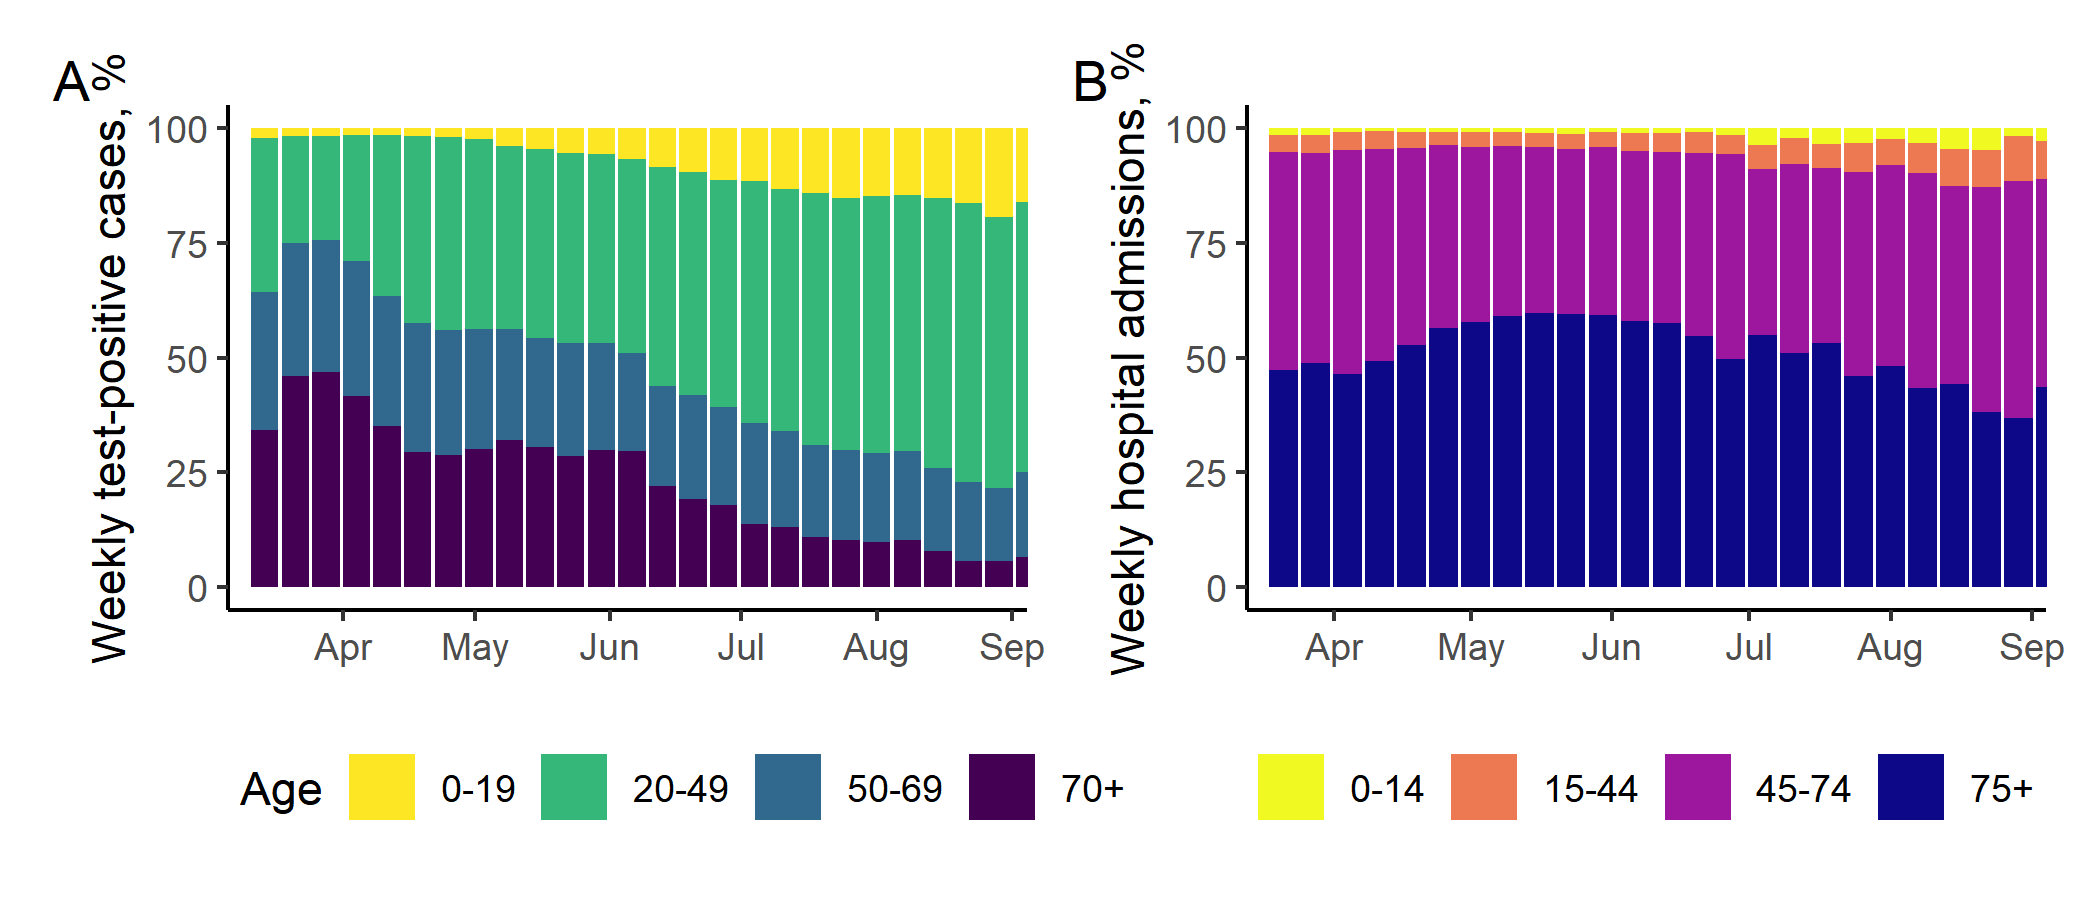 A
Weekly test-positive cases, %
100
75
50
25
0
Apr May Jun Jul Aug Sep
Age 0-19 20-49 50-69 70+
B
Weekly hospital admissions, %
100
75
50
25
0
Apr May Jun Jul Aug Sep
0-14 15-44 45-74 75+